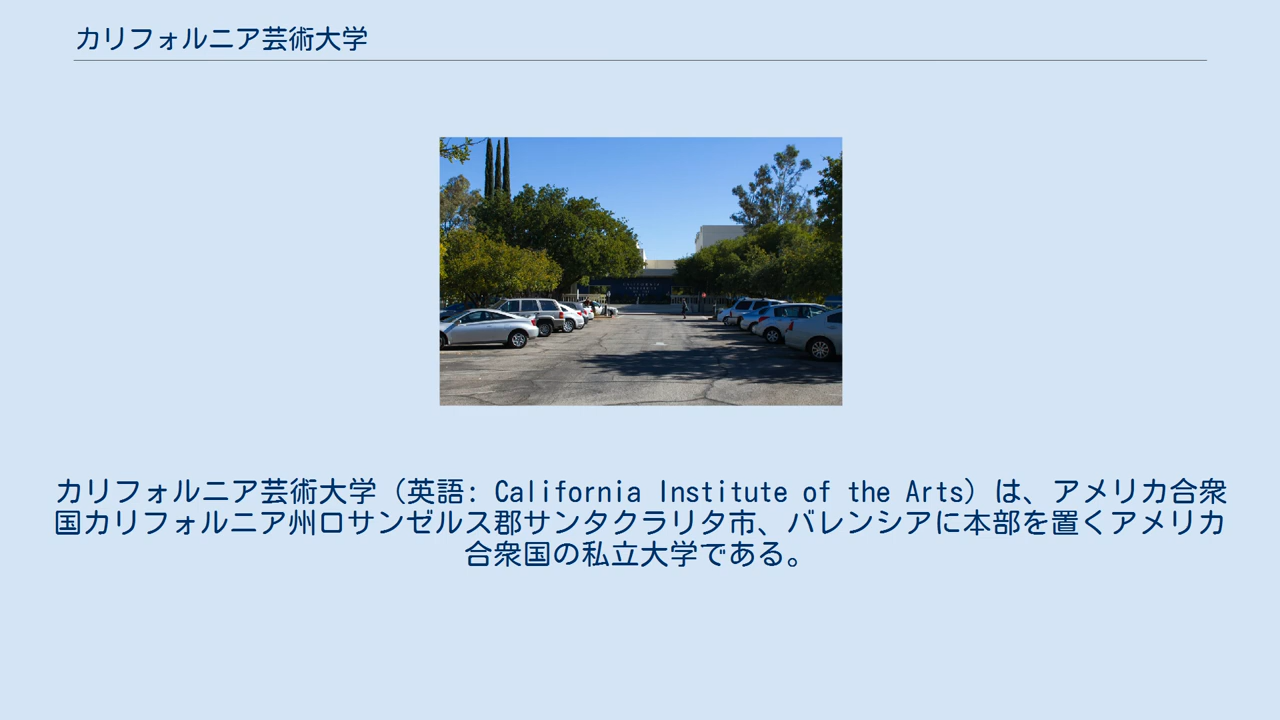 カリフォルニア芸術大学
CALIFORNIA
カリフォルニア芸術大学（英語: California Institute of the Arts）は、アメリカ合衆
国カリフォルニア州ロサンゼルス郡サンタクラリタ市、バレンシアに本部を置くアメリカ
合衆国の私立大学である。